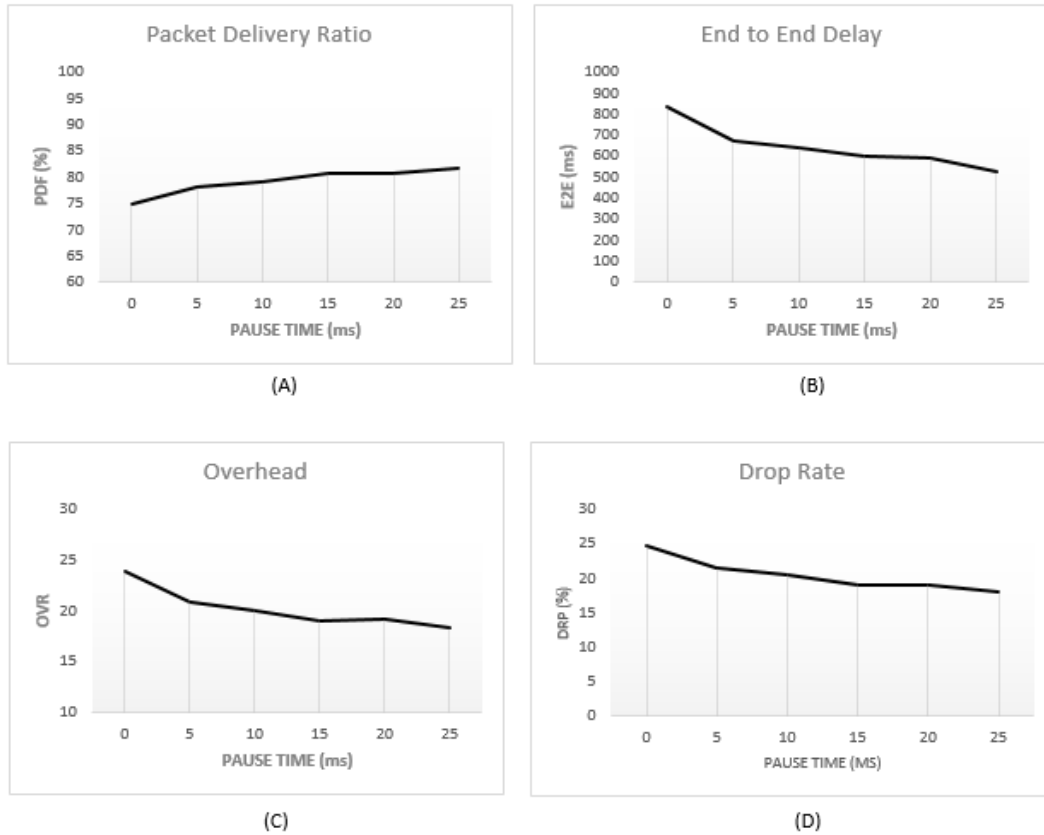 Packet Delivery Ratio
100
95
90
85
80
75
70
65
60
PDF (%)
0 5 10 15 20 25
PAUSE TIME (ms)
(A)
End to End Delay
1000
900
800
700
600
500
400
300
200
100
0
E2E (ms)
0 5 10 15 20 25
PAUSE TIME (ms)
(B)
Overhead
30
25
20
15
10
OVR
0 5 10 15 20 25
PAUSE TIME (ms)
(C)
Drop Rate
30
25
20
15
10
5
0
DRP (%)
0 5 10 15 20 25
PAUSE TIME (MS)
(D)